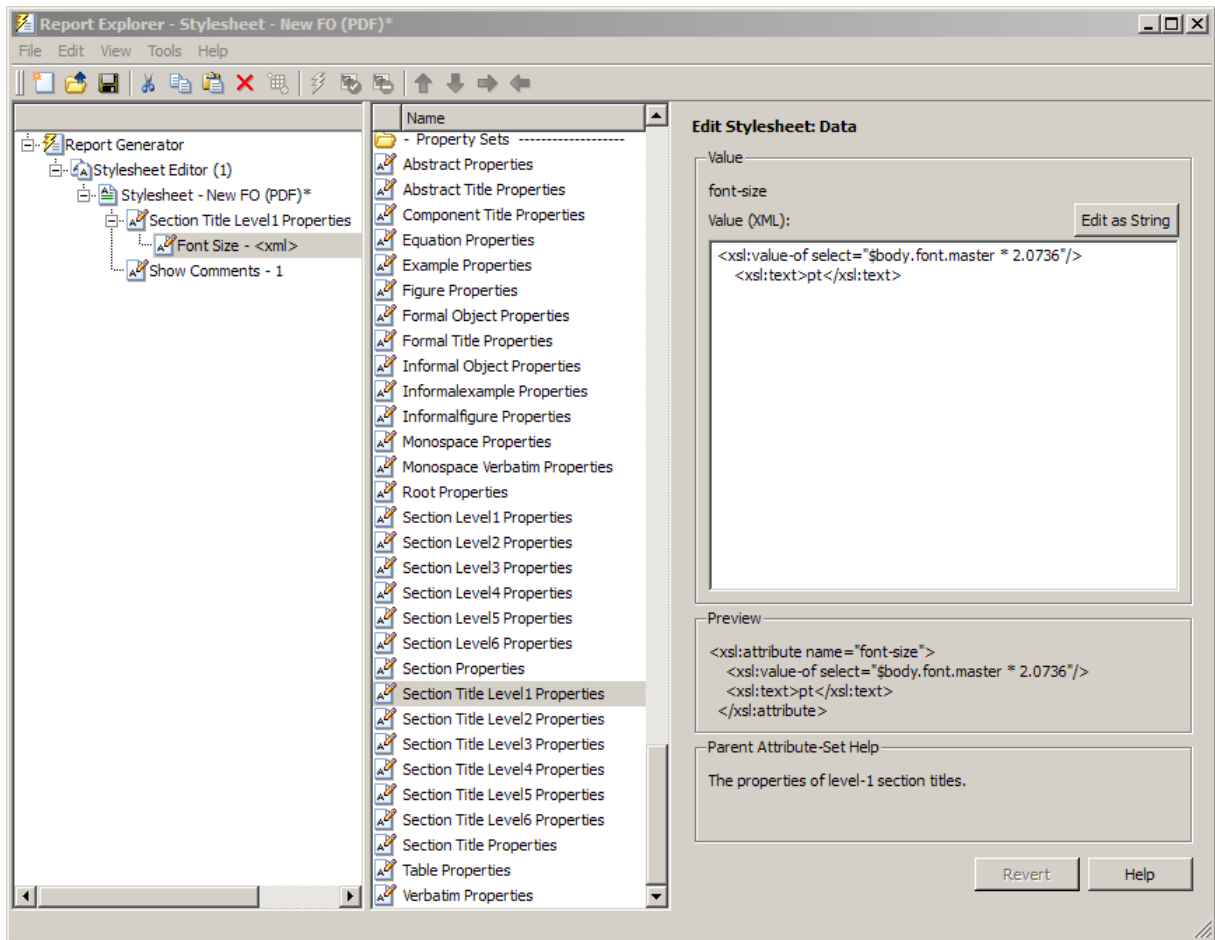 Report Explorer - Stylesheet - New FO (PDF)*
File Edit View Tools Help
Report Generator
Stylesheet Editor (1)
Stylesheet - New FO (PDF)*
Section Title Level1 Properties
Font Size - <xml>
Show Comments - 1
Name
- Property Sets -------------------
Abstract Properties
Abstract Title Properties
Component Title Properties
Equation Properties
Example Properties
Figure Properties
Formal Object Properties
Formal Title Properties
Informal Object Properties
Informalexample Properties
Informalfigure Properties
Monospace Properties
Monospace Verbatim Properties
Root Properties
Section Level1 Properties
Section Level2 Properties
Section Level3 Properties
Section Level4 Properties
Section Level5 Properties
Section Level6 Properties
Section Properties
Section Title Level1 Properties
Section Title Level2 Properties
Section Title Level3 Properties
Section Title Level4 Properties
Section Title Level5 Properties
Section Title Level6 Properties
Section Title Properties
Table Properties
Verbatim Properties
Edit Stylesheet: Data
Value
font-size
Value (XML):
Edit as String
<xsl:value-of select="$body.font.master * 2.0736"/>
<xsl:text>pt</xsl:text>
Preview
<xsl:attribute name="font-size">
<xsl:value-of select="$body.font.master * 2.0736"/>
<xsl:text>pt</xsl:text>
</xsl:attribute>
Parent Attribute-Set Help
The properties of level-1 section titles.
Revert
Help